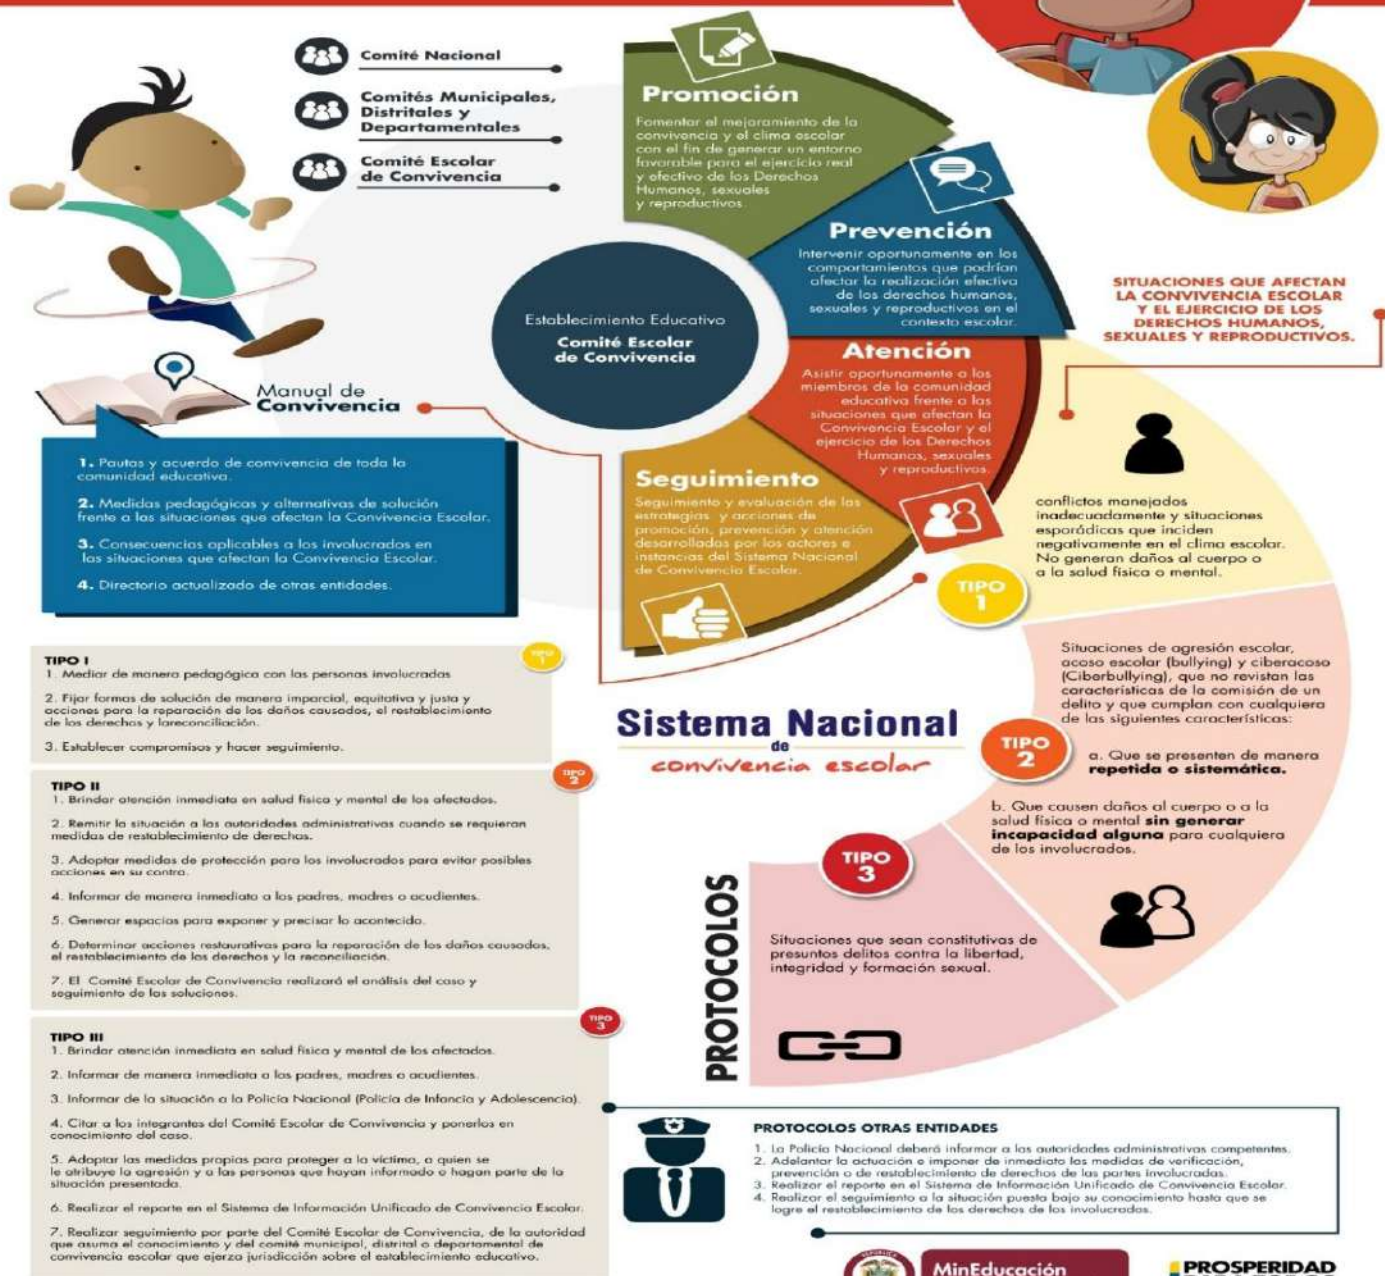 Comité Nacional
Comités Municipales,
Distritales y
Departamentales
Comité Escolar
de Convivencia
Promoción
Fomentar el mejoramiento de la
convivencia y el clima escolar
con el fin de generar un entorno
favorable para el ejercicio real
y efectivo de los Derechos
Humanos, sexuales
y reproductivos.
Prevención
Intervenir oportunamente en los
comportamientos que podrían
afectar la realización efectiva
de los derechos humanos,
sexuales y reproductivos en el
contexto escolar.
Establecimiento Educativo
Comité Escolar
de Convivencia
Atención
Asistir oportunamente a los
miembros de la comunidad
educativa frente a las
situaciones que afectan la
Convivencia Escolar y el
ejercicio de los Derechos
Humanos, sexuales
y reproductivos.
Seguimiento
Seguimiento y evaluación de las
estrategias y acciones de
promoción, prevención y atención
desarrolladas por los actores e
instancias del Sistema Nacional
de Convivencia Escolar.
SITUACIONES QUE AFECTAN
LA CONVIVENCIA ESCOLAR
Y EL EJERCICIO DE LOS
DERECHOS HUMANOS,
SEXUALES Y REPRODUCTIVOS.
Manual de
Convivencia
1. Pautas y acuerdo de convivencia de toda la
comunidad educativa.
2. Medidas pedagógicas y alternativas de solución
frente a las situaciones que afectan la Convivencia Escolar.
3. Consecuencias aplicables a los involucrados en
las situaciones que afectan la Convivencia Escolar.
4. Directorio actualizado de otras entidades.
conflictos manejados
inadecuadamente y situaciones
esporádicas que inciden
negativamente en el clima escolar.
No generan daños al cuerpo o
a la salud física o mental.
TIPO
1
Situaciones de agresión escolar,
acoso escolar (bullying) y ciberacoso
(Ciberbullying), que no revistan las
características de la comisión de un
delito y que cumplan con cualquiera
de las siguientes características:
a. Que se presenten de manera
repetida o sistemática.
b. Que causen daños al cuerpo o a la
salud física o mental sin generar
incapacidad alguna para cualquiera
de los involucrados.
TIPO
2
Sistema Nacional
de
convivencia escolar
TIPO
3
Situaciones que sean constitutivas de
presuntos delitos contra la libertad,
integridad y formación sexual.
PROTOCOLOS
TIPO
1
TIPO I
1. Mediar de manera pedagógica con las personas involucradas
2. Fijar formas de solución de manera imparcial, equitativa y justa y
acciones para la reparación de los daños causados, el restablecimiento
de los derechos y lareconciliación.
3. Establecer compromisos y hacer seguimiento.
TIPO
2
TIPO II
1. Brindar atención inmediata en salud física y mental de los afectados.
2. Remitir la situación a las autoridades administrativas cuando se requieran
medidas de restablecimiento de derechos.
3. Adoptar medidas de protección para los involucrados para evitar posibles
acciones en su contra.
4. Informar de manera inmediata a los padres, madres o acudientes.
5. Generar espacios para exponer y precisar lo acontecido.
6. Determinar acciones restaurativas para la reparación de los daños causados,
el restablecimiento de los derechos y la reconciliación.
7. El Comité Escolar de Convivencia realizará el análisis del caso y
seguimiento de las soluciones.
TIPO
3
TIPO III
1. Brindar atención inmediata en salud física y mental de los afectados.
2. Informar de manera inmediata a los padres, madres o acudientes.
3. Informar de la situación a la Policía Nacional (Policía de Infancia y Adolescencia).
4. Citar a los integrantes del Comité Escolar de Convivencia y ponerlos en
conocimiento del caso.
5. Adoptar las medidas propias para proteger a la víctima, a quien se
le atribuye la agresión y a las personas que hayan informado o hagan parte de la
situación presentada.
6. Realizar el reporte en el Sistema de Información Unificado de Convivencia Escolar.
7. Realizar seguimiento por parte del Comité Escolar de Convivencia, de la autoridad
que asuma el conocimiento y del comité municipal, distrital o departamental de
convivencia escolar que ejerza jurisdicción sobre el establecimiento educativo.
PROTOCOLOS OTRAS ENTIDADES
1. La Policía Nacional deberá informar a las autoridades administrativas competentes.
2. Adelantar la actuación e imponer de inmediato las medidas de verificación,
prevención o de restablecimiento de derechos de las partes involucradas.
3. Realizar el reporte en el Sistema de Información Unificado de Convivencia Escolar.
4. Realizar el seguimiento a la situación puesta bajo su conocimiento hasta que se
logre el restablecimiento de los derechos de los involucrados.
MinEducación
PROSPERIDAD